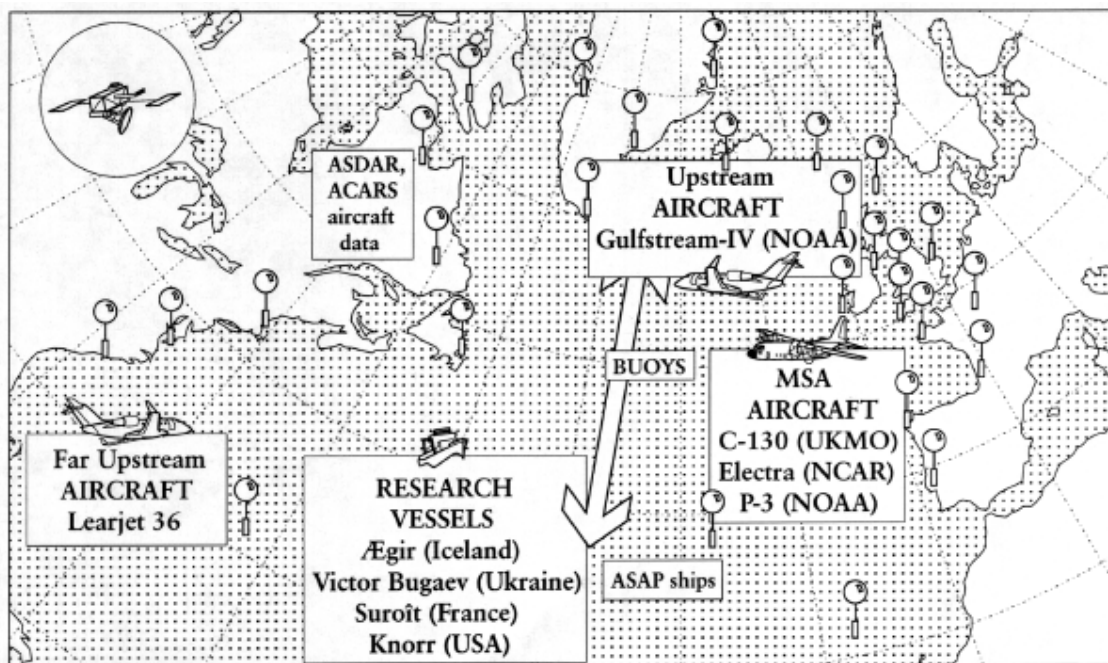 ASDAR,
ACARS
aircraft
data
Upstream
AIRCRAFT
Gulfstream-IV (NOAA)
BUOYS
MSA
AIRCRAFT
C-130 (UKMO)
Electra (NCAR)
P-3 (NOAA)
Far Upstream
AIRCRAFT
Learjet 36
RESEARCH
VESSELS
Ægir (Iceland)
Victor Bugaev (Ukraine)
Suroît (France)
Knorr (USA)
ASAP ships